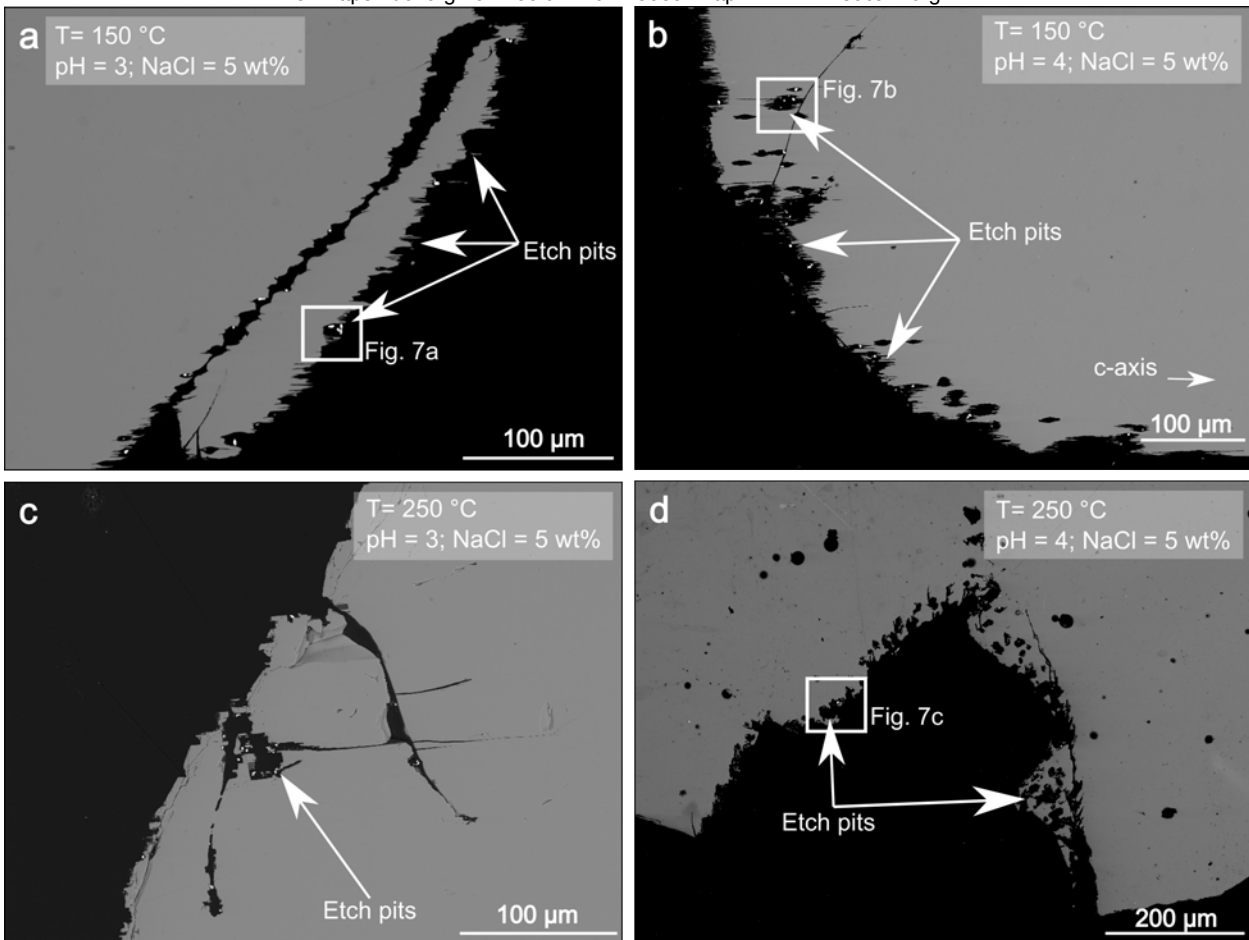 a
T= 150 °C
pH = 3; NaCl = 5 wt%
Etch pits
Fig. 7a
100 µm
b
T= 150 °C
pH = 4; NaCl = 5 wt%
Fig. 7b
Etch pits
c-axis
100 µm
c
T= 250 °C
pH = 3; NaCl = 5 wt%
Etch pits
100 µm
d
T= 250 °C
pH = 4; NaCl = 5 wt%
Fig. 7c
Etch pits
200 µm